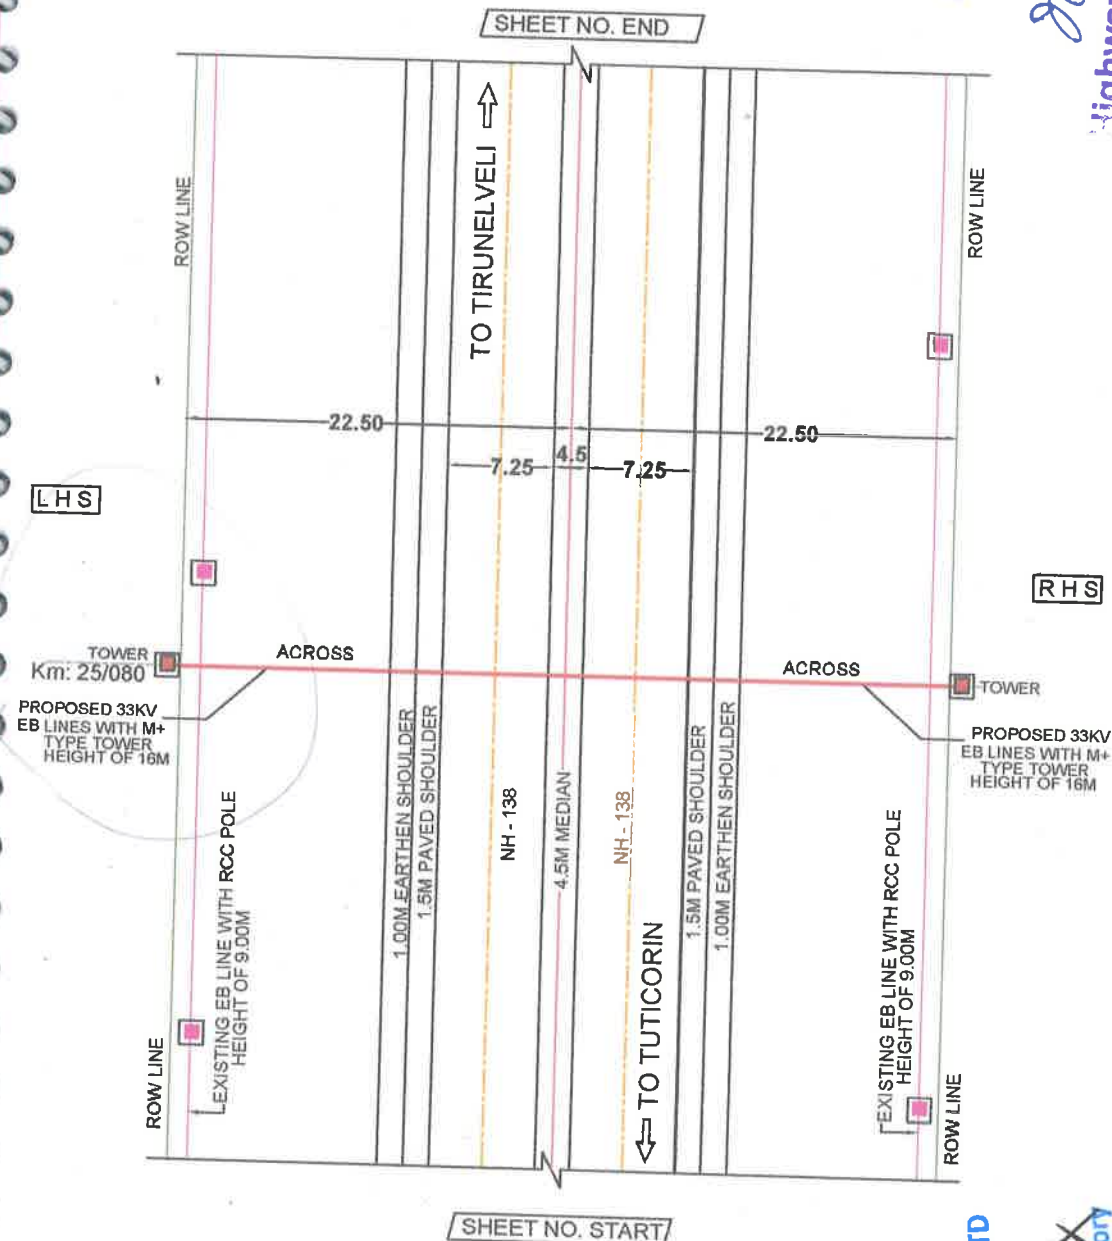 SHEET NO. END
Highway
ROW LINE
ROW LINE
TO TIRUNELVELI
22.50
22.50
7.25
4.5
7.25
LHS
RHS
TOWER
Km: 25/080
ACROSS
ACROSS
TOWER
PROPOSED 33KV
EB LINES WITH M+
TYPE TOWER
HEIGHT OF 16M
PROPOSED 33KV
EB LINES WITH M+
TYPE TOWER
HEIGHT OF 16M
1.00M EARTHEN SHOULDER
1.5M PAVED SHOULDER
NH - 138
4.5M MEDIAN
NH - 138
1.5M PAVED SHOULDER
1.00M EARTHEN SHOULDER
EXISTING EB LINE WITH RCC POLE
HEIGHT OF 9.00M
EXISTING EB LINE WITH RCC POLE
HEIGHT OF 9.00M
TO TUTICORIN
ROW LINE
ROW LINE
SHEET NO. START
TD
ory